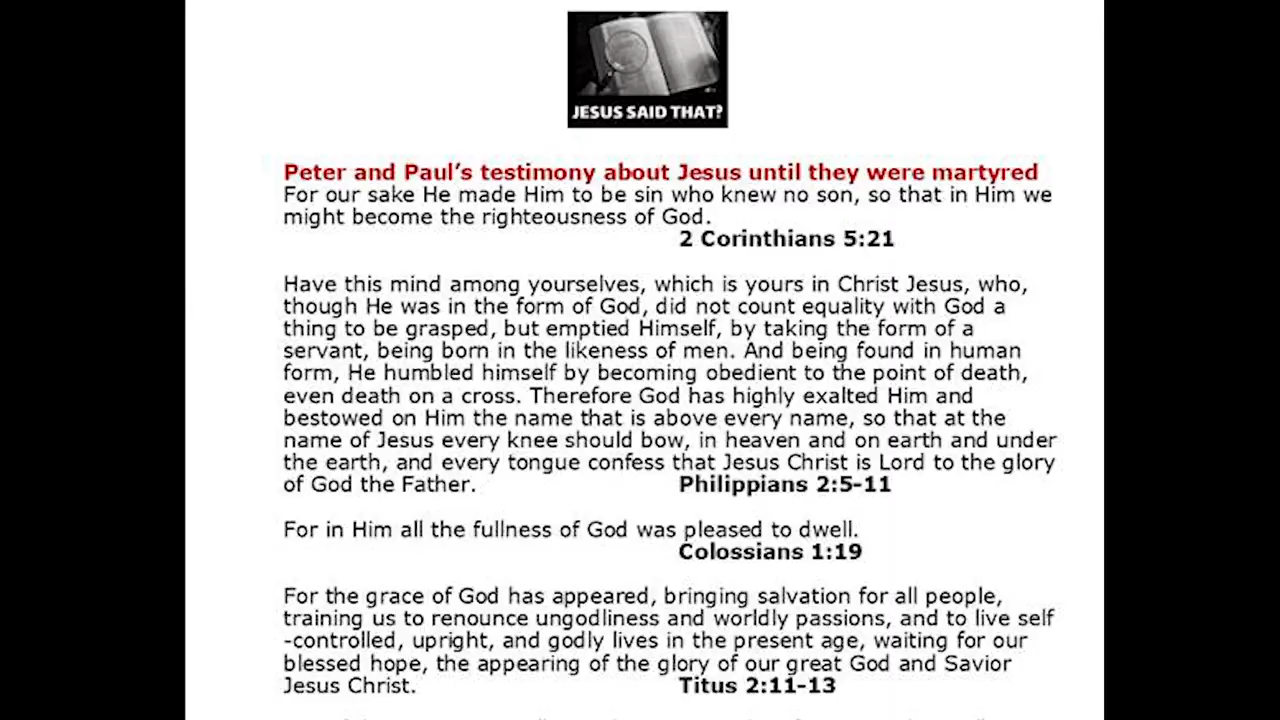 JESUS SAID THAT?
Peter and Paul's testimony about Jesus until they were martyred
For our sake He made Him to be sin who knew no son, so that in Him we
might become the righteousness of God.
2 Corinthians 5:21
Have this mind among yourselves, which is yours in Christ Jesus, who,
though He was in the form of God, did not count equality with God a
thing to be grasped, but emptied Himself, by taking the form of a
servant, being born in the likeness of men. And being found in human
form, He humbled himself by becoming obedient to the point of death,
even death on a cross. Therefore God has highly exalted Him and
bestowed on Him the name that is above every name, so that at the
name of Jesus every knee should bow, in heaven and on earth and under
the earth, and every tongue confess that Jesus Christ is Lord to the glory
of God the Father. Philippians 2:5-11
For in Him all the fullness of God was pleased to dwell.
Colossians 1:19
For the grace of God has appeared, bringing salvation for all people,
training us to renounce ungodliness and worldly passions, and to live self
-controlled, upright, and godly lives in the present age, waiting for our
blessed hope, the appearing of the glory of our great God and Savior
Jesus Christ. Titus 2:11-13